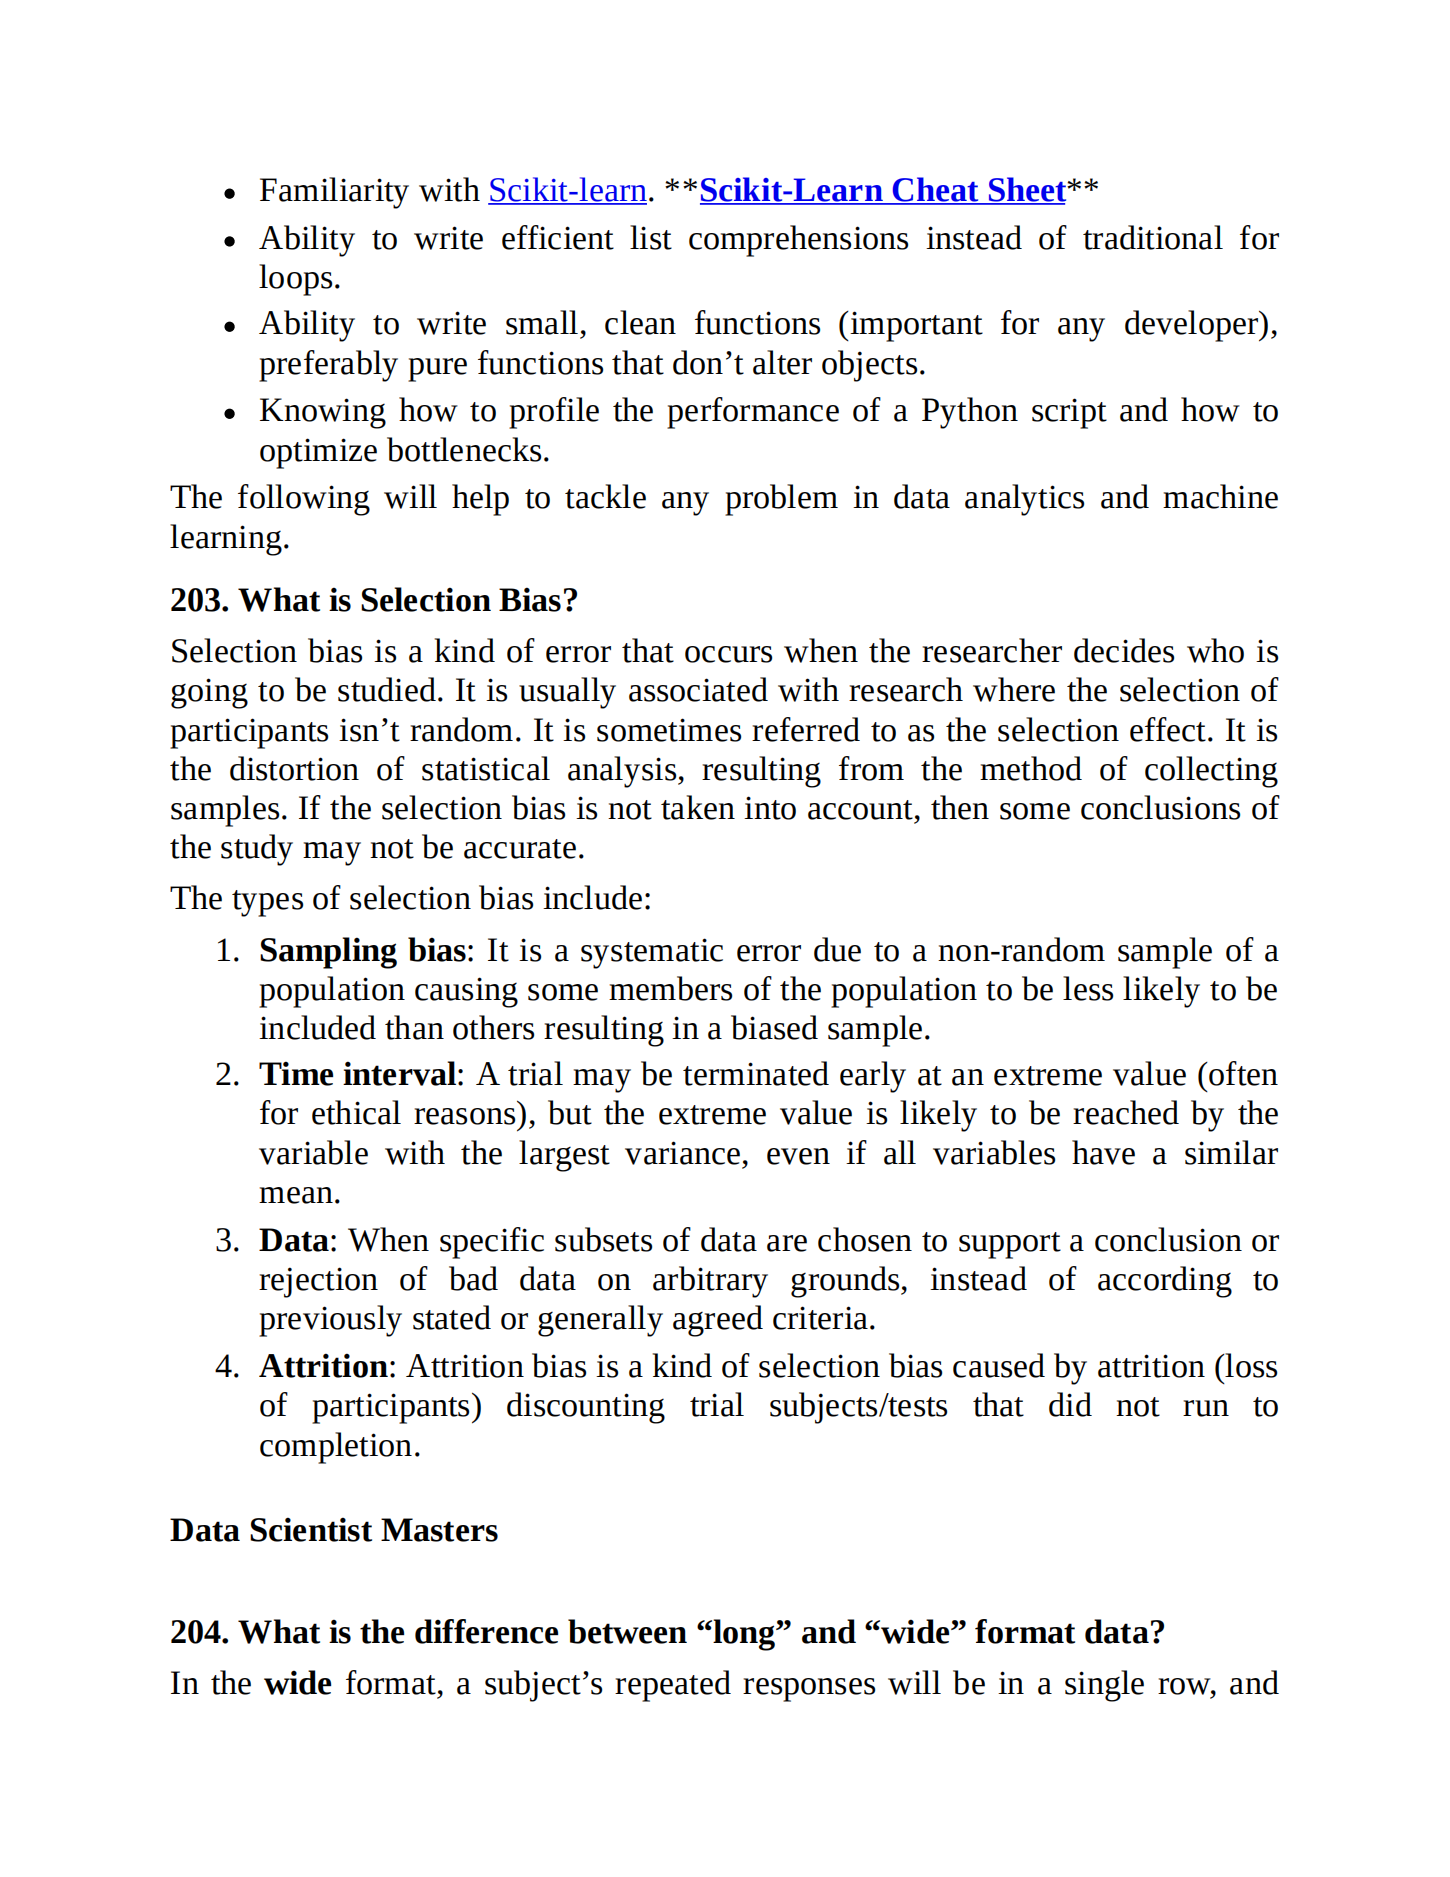 • Familiarity with Scikit-learn. **Scikit-Learn Cheat Sheet**
• Ability to write efficient list comprehensions instead of traditional for
loops.
• Ability to write small, clean functions (important for any developer),
preferably pure functions that don’t alter objects.
• Knowing how to profile the performance of a Python script and how to
optimize bottlenecks.
The following will help to tackle any problem in data analytics and machine
learning.
203. What is Selection Bias?
Selection bias is a kind of error that occurs when the researcher decides who is
going to be studied. It is usually associated with research where the selection of
participants isn’t random. It is sometimes referred to as the selection effect. It is
the distortion of statistical analysis, resulting from the method of collecting
samples. If the selection bias is not taken into account, then some conclusions of
the study may not be accurate.
The types of selection bias include:
1. Sampling bias: It is a systematic error due to a non-random sample of a
population causing some members of the population to be less likely to be
included than others resulting in a biased sample.
2. Time interval: A trial may be terminated early at an extreme value (often
for ethical reasons), but the extreme value is likely to be reached by the
variable with the largest variance, even if all variables have a similar
mean.
3. Data: When specific subsets of data are chosen to support a conclusion or
rejection of bad data on arbitrary grounds, instead of according to
previously stated or generally agreed criteria.
4. Attrition: Attrition bias is a kind of selection bias caused by attrition (loss
of participants) discounting trial subjects/tests that did not run to
completion.
Data Scientist Masters
204. What is the difference between “long” and “wide” format data?
In the wide format, a subject’s repeated responses will be in a single row, and